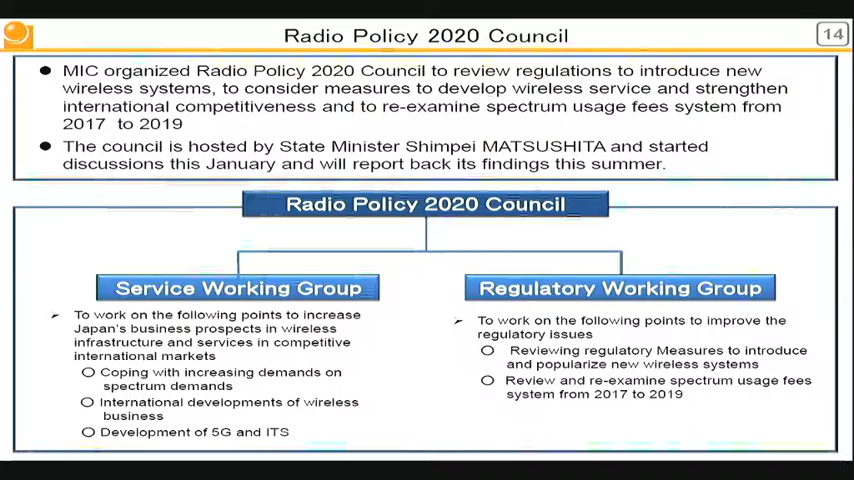 Radio Policy 2020 Council
14
● MIC organized Radio Policy 2020 Council to review regulations to introduce new
wireless systems, to consider measures to develop wireless service and strengthen
international competitiveness and to re-examine spectrum usage fees system from
2017 to 2019
● The council is hosted by State Minister Shimpei MATSUSHITA and started
discussions this January and will report back its findings this summer.
Radio Policy 2020 Council
Service Working Group
➢ To work on the following points to increase
Japan's business prospects in wireless
infrastructure and services in competitive
international markets
○ Coping with increasing demands on
spectrum demands
○ International developments of wireless
business
○ Development of 5G and ITS
Regulatory Working Group
➢ To work on the following points to improve the
regulatory issues
○ Reviewing regulatory Measures to introduce
and popularize new wireless systems
○ Review and re-examine spectrum usage fees
system from 2017 to 2019